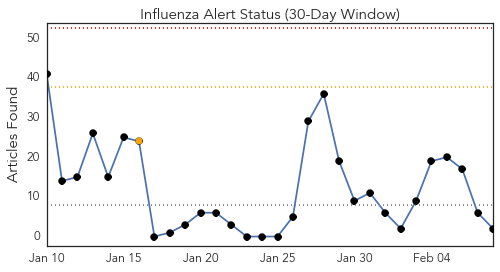 Influenza Alert Status (30-Day Window)
Articles Found
50
40
30
20
10
0
Jan 10
Jan 15
Jan 20
Jan 25
Jan 30
Feb 04